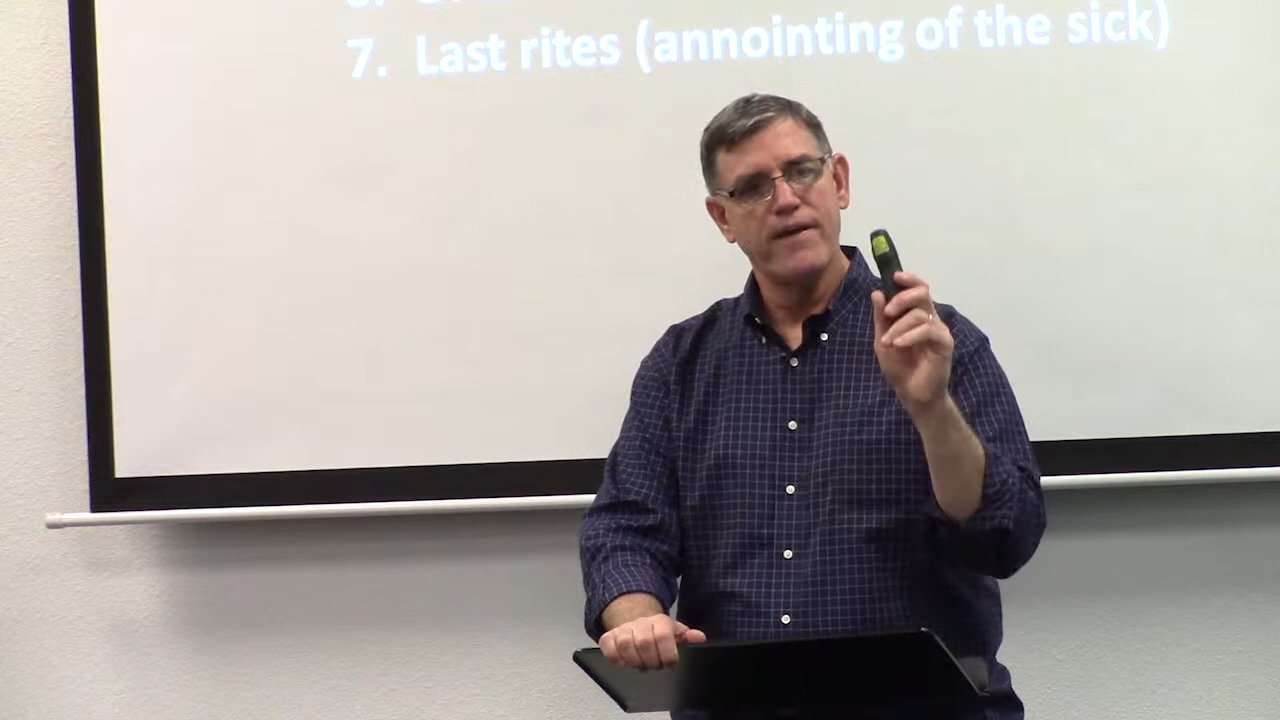 7. Last rites (annointing of the sick)